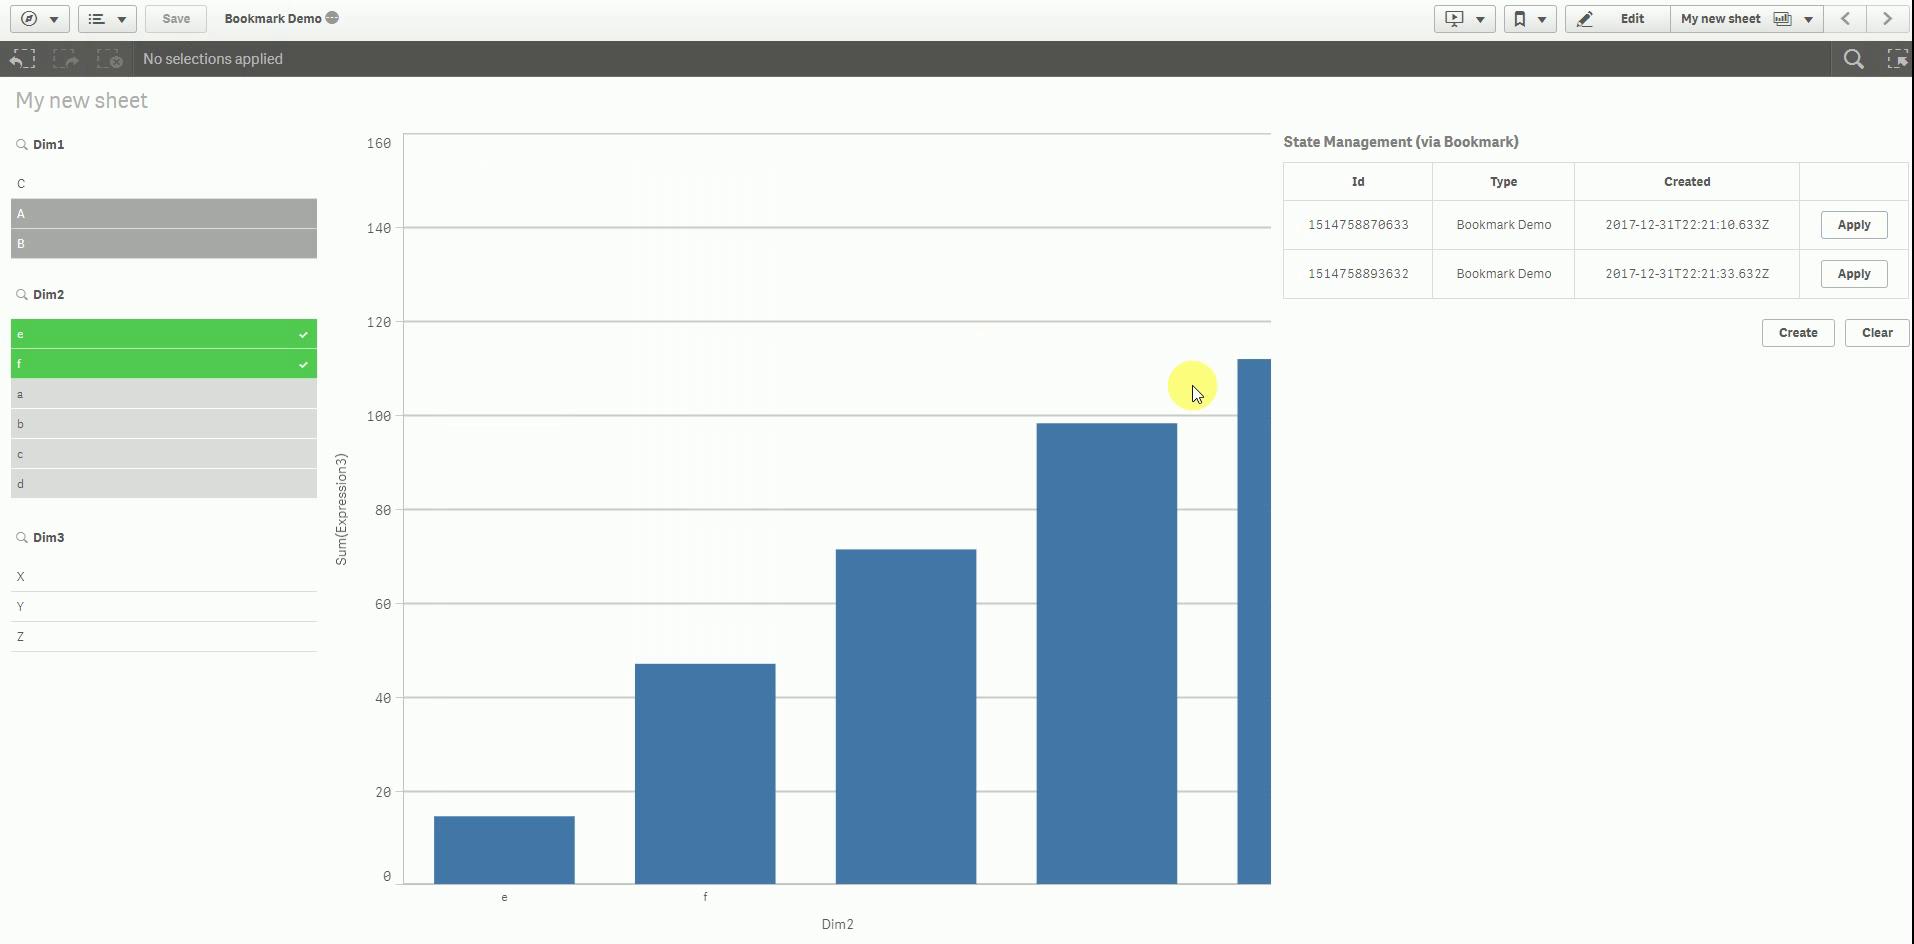 Save
Bookmark Demo
Edit
My new sheet
No selections applied
My new sheet
Dim1
C
A
B
Dim2
e
f
a
b
c
d
Dim3
X
Y
Z
160
140
120
100
80
60
40
20
0
Sum(Expression3)
e f
Dim2
State Management (via Bookmark)
Id Type Created
1514758870633 Bookmark Demo 2017-12-31T22:21:10.633Z Apply
1514758893632 Bookmark Demo 2017-12-31T22:21:33.632Z Apply
Create Clear